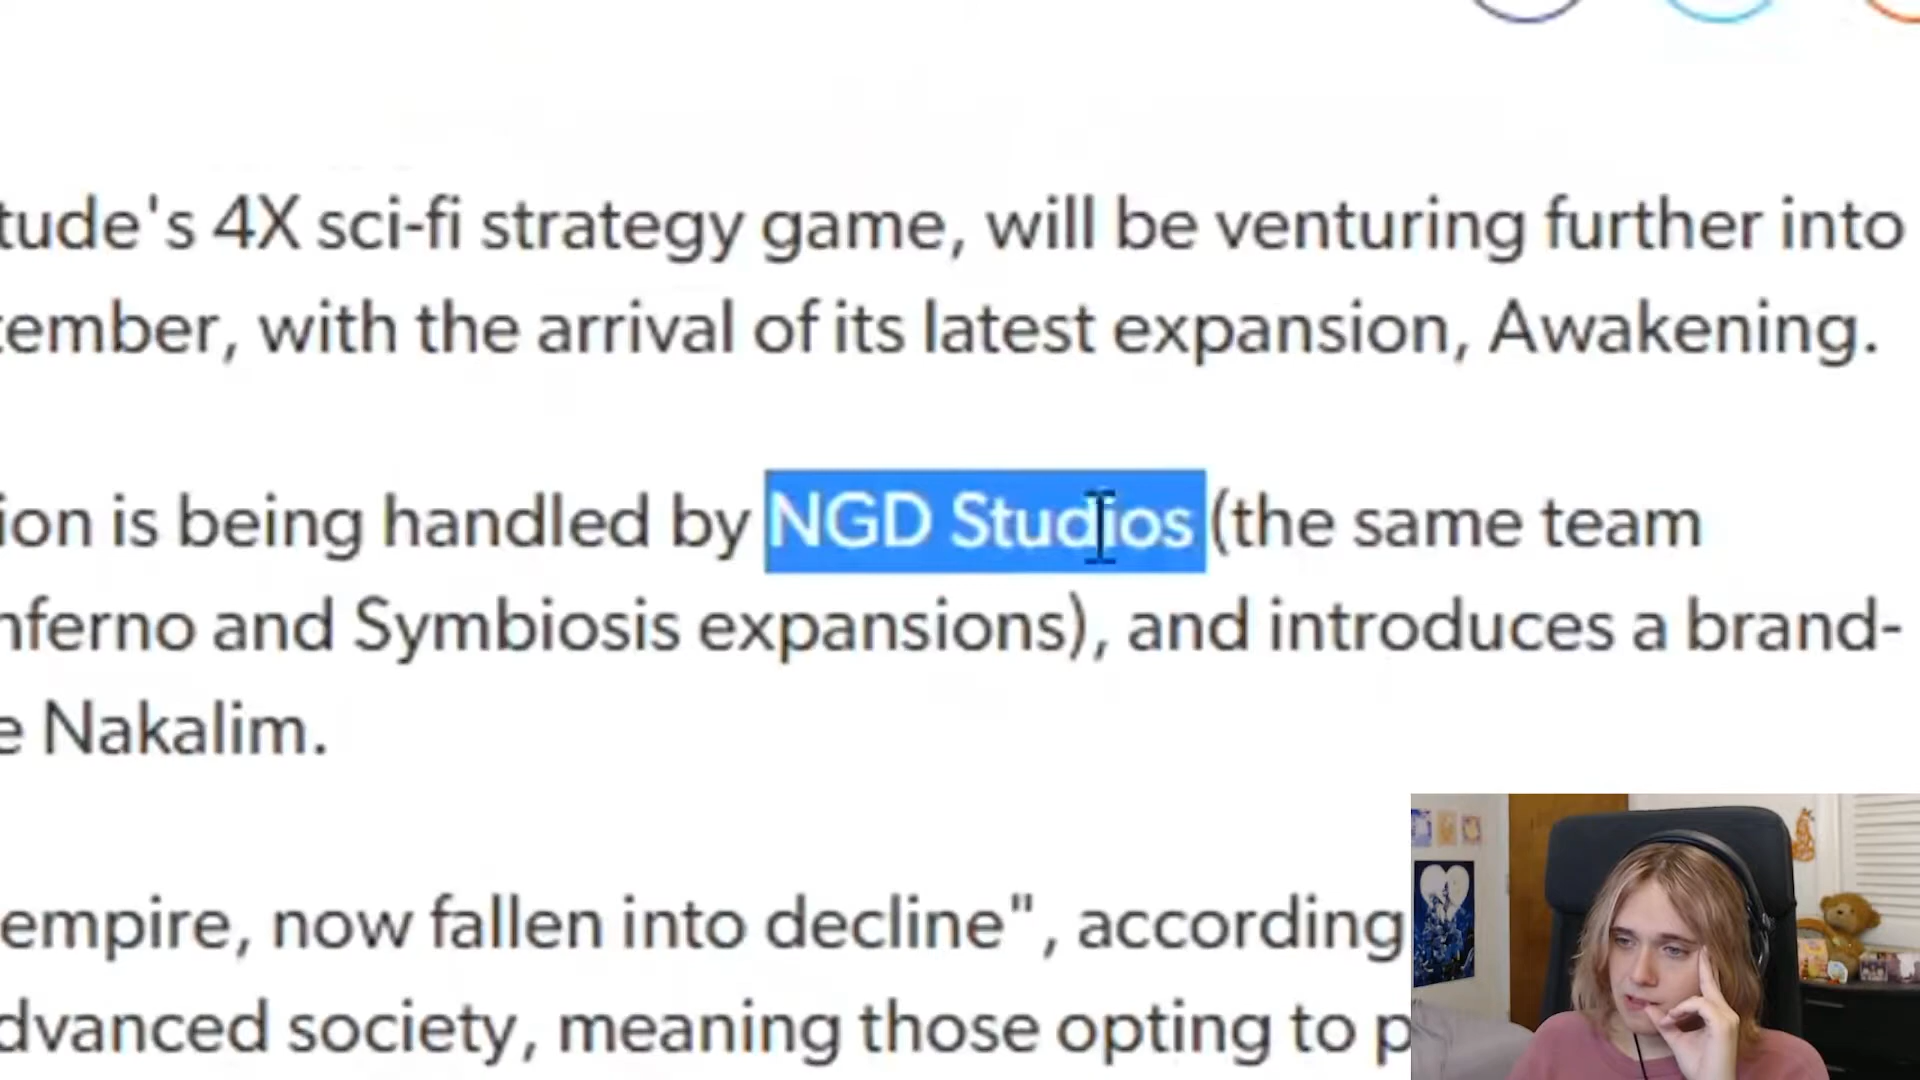 tude's 4X sci-fi strategy game, will be venturing further into
tember, with the arrival of its latest expansion, Awakening.
ion is being handled by NGD Studios (the same team
nferno and Symbiosis expansions), and introduces a brand-
e Nakalim.
empire, now fallen into decline", according
dvanced society, meaning those opting to p